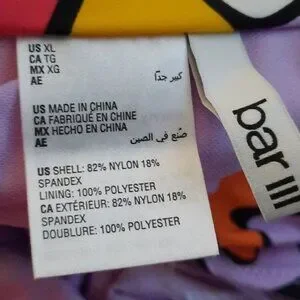 US XL
CA TG
MX XG
AE كبير جدًا
US MADE IN CHINA
CA FABRIQUÉ EN CHINE
MX HECHO EN CHINA
AE صُنع في الصين
US SHELL: 82% NYLON 18%
SPANDEX
LINING: 100% POLYESTER
CA EXTÉRIEUR: 82% NYLON 18%
SPANDEX
DOUBLURE: 100% POLYESTER
bar III